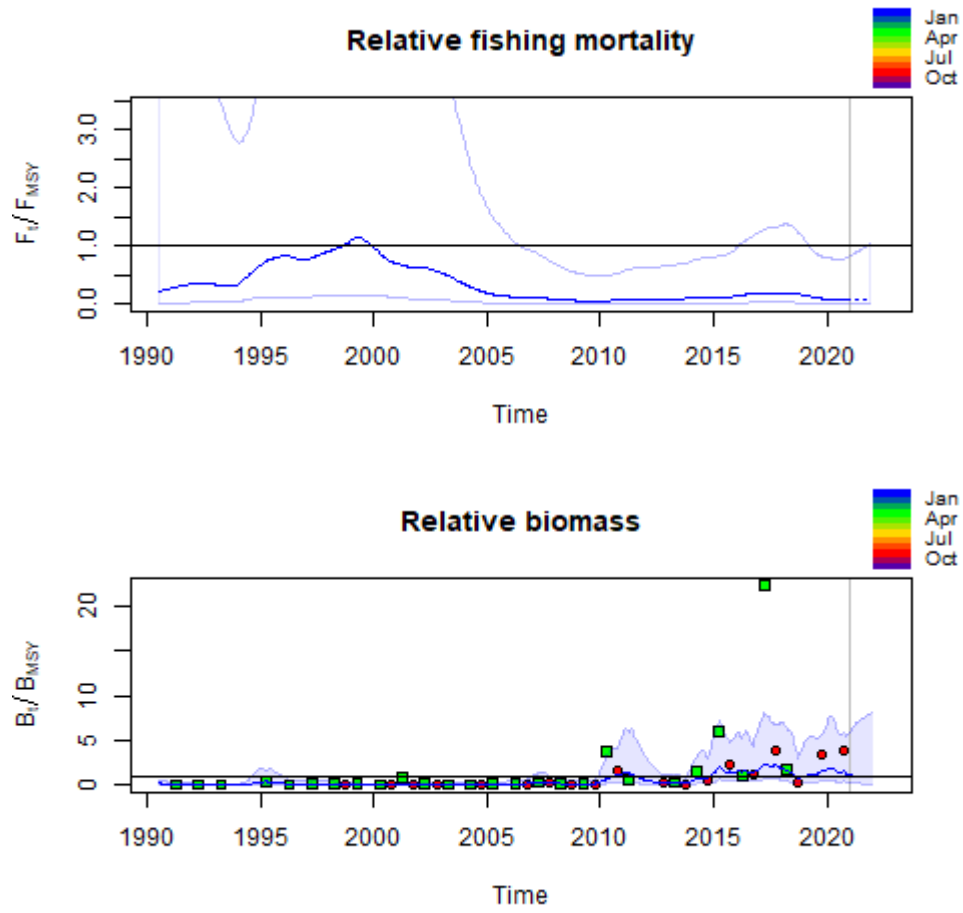 Relative fishing mortality
Jan
Apr
Jul
Oct
Ft/FMSY
3.0
2.0
1.0
0.0
1990 1995 2000 2005 2010 2015 2020
Time
Relative biomass
Jan
Apr
Jul
Oct
Bt/BMSY
20
10
5
0
1990 1995 2000 2005 2010 2015 2020
Time